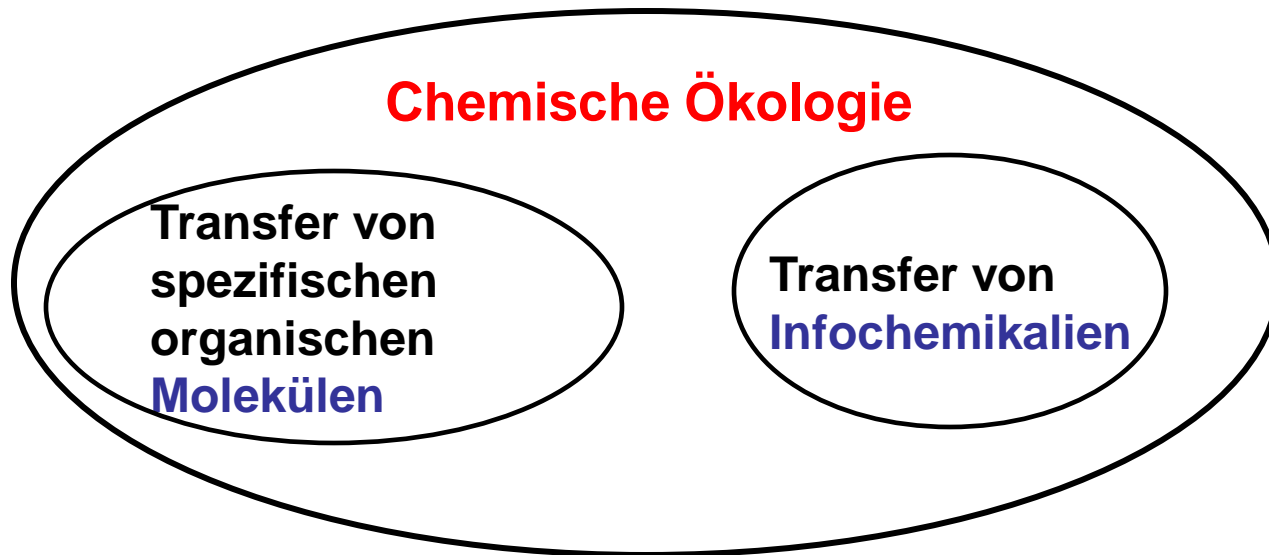 Chemische Ökologie
Transfer von
spezifischen
organischen
Molekülen
Transfer von
Infochemikalien